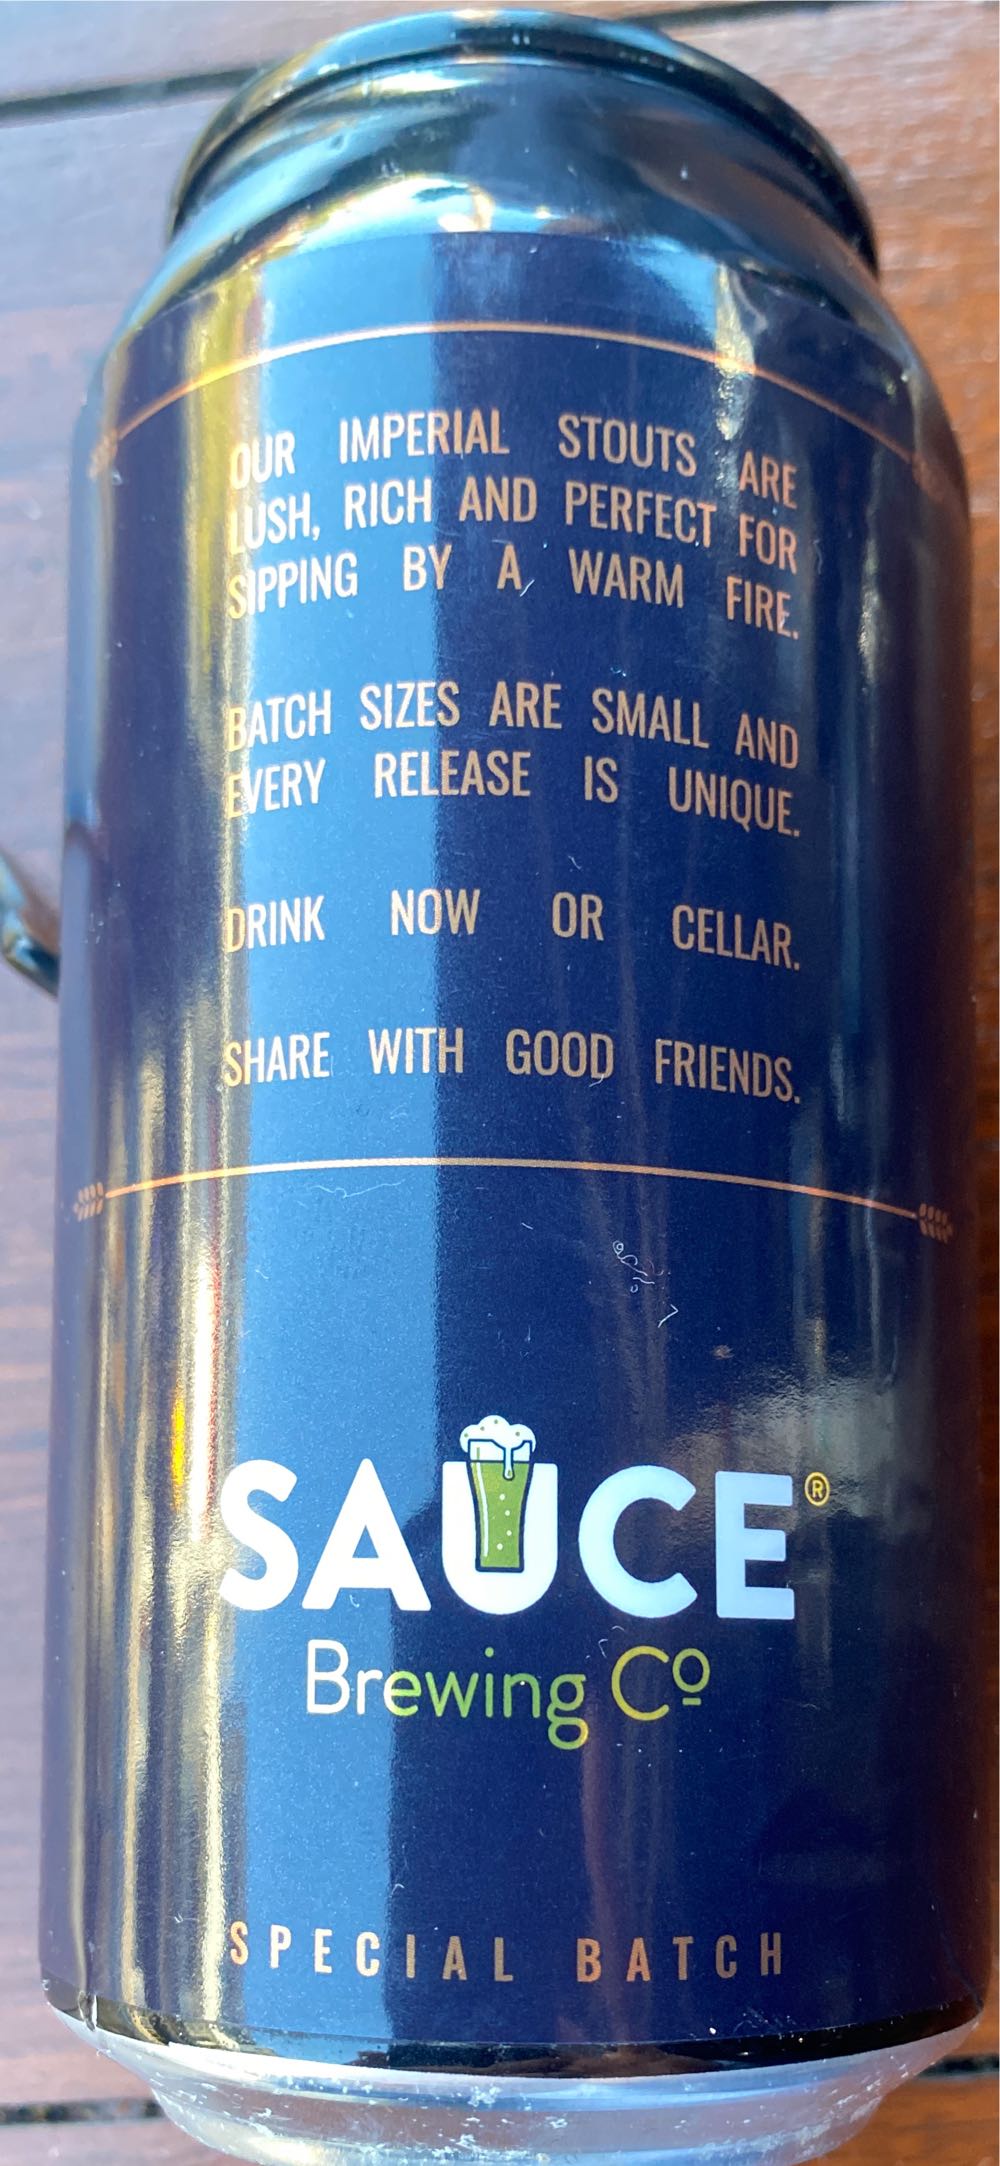 OUR IMPERIAL STOUTS ARE
LUSH, RICH AND PERFECT FOR
SIPPING BY A WARM FIRE.
BATCH SIZES ARE SMALL AND
EVERY RELEASE IS UNIQUE.
DRINK NOW OR CELLAR.
SHARE WITH GOOD FRIENDS.
SAUCE®
Brewing Cº
SPECIAL BATCH